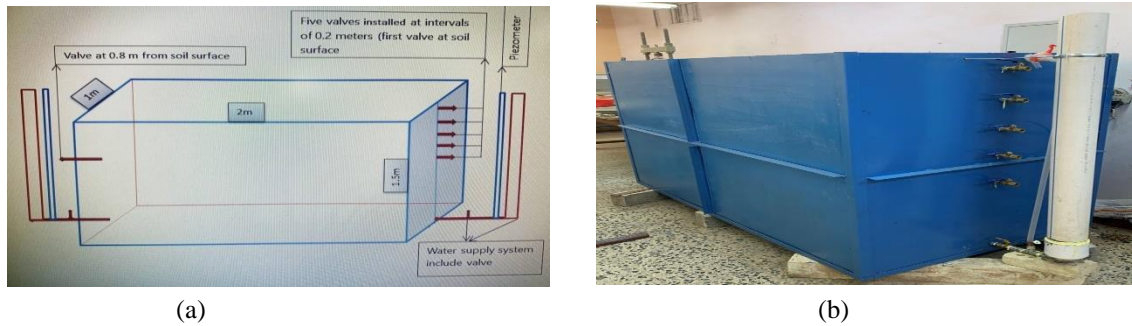 Five valves installed at intervals
of 0.2 meters (first valve at soil
surface
Piezometer
Valve at 0.8 m from soil surface
1m
2m
1.5m
Water supply system
include valve
(a)
(b)